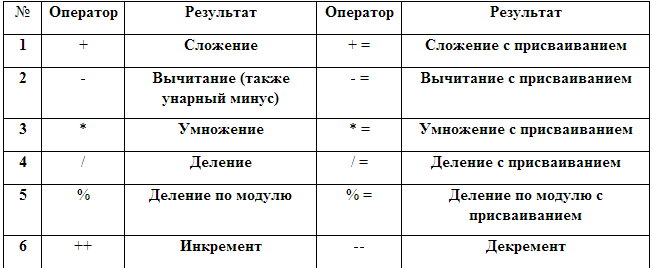 № Оператор Результат Оператор Результат
1 + Сложение + = Сложение с присваиванием
2 - Вычитание (также - = Вычитание с присваиванием
унарный минус)
3 * Умножение * = Умножение с присваиванием
4 / Деление / = Деление с присваиванием
5 % Деление по модулю % = Деление по модулю с
присваиванием
6 ++ Инкремент -- Декремент